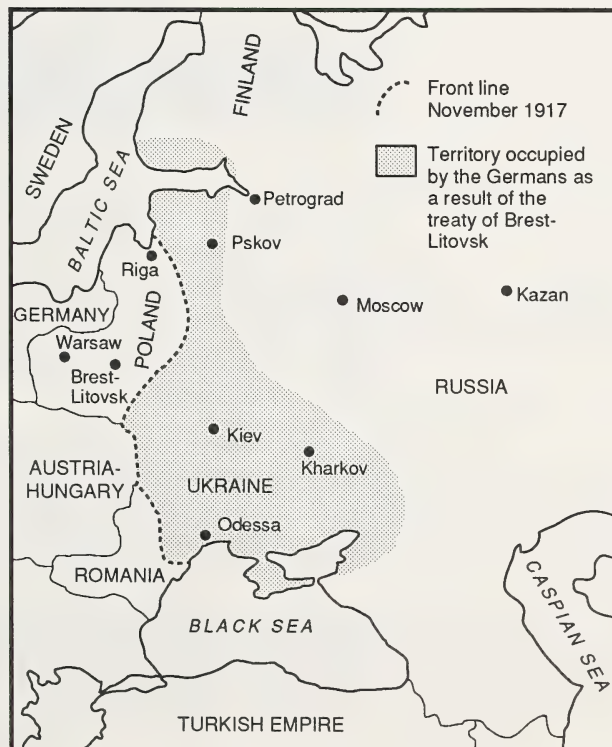 FINLAND
SWEDEN
BALTIC SEA
Front line
November 1917
Territory occupied
by the Germans as
a result of the
treaty of Brest-
Litovsk
Petrograd
Pskov
Riga
Moscow
Kazan
GERMANY
POLAND
Warsaw
Brest-
Litovsk
RUSSIA
Kiev
Kharkov
AUSTRIA-
HUNGARY
UKRAINE
Odessa
ROMANIA
BLACK SEA
CASPIAN SEA
TURKISH EMPIRE